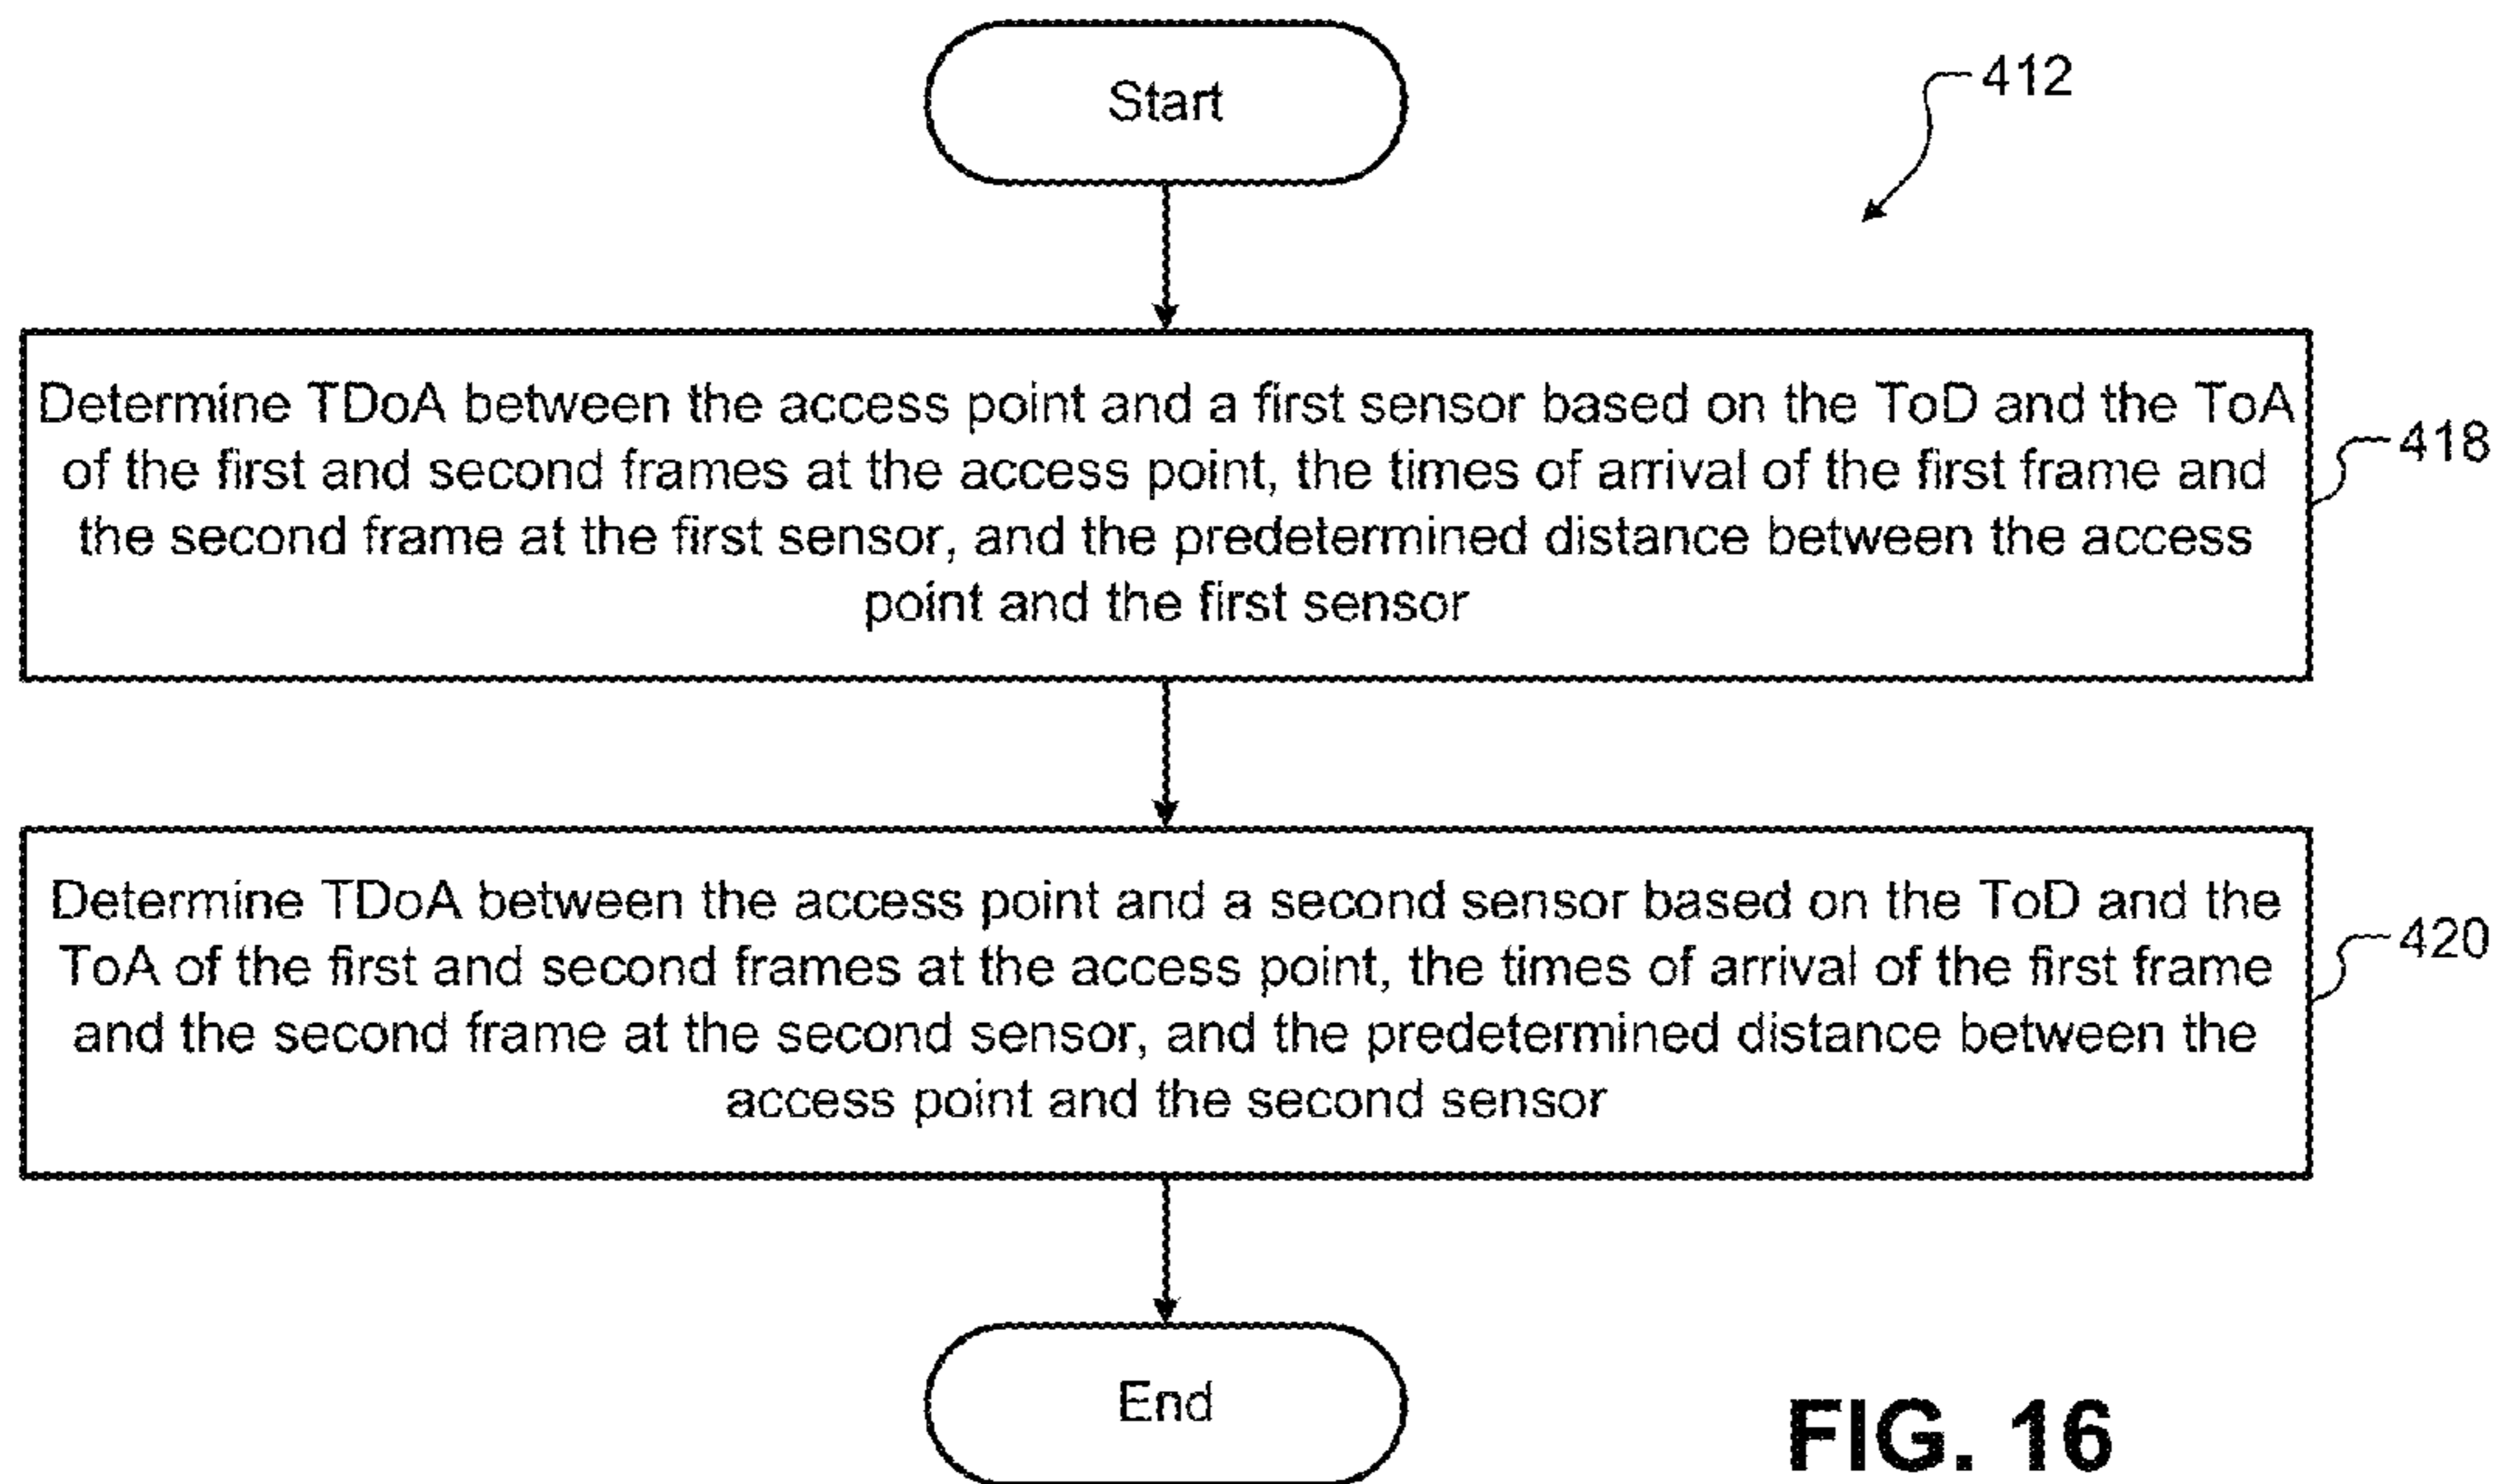 Start
412
Determine TDoA between the access point and a first sensor based on the ToD and the ToA
of the first and second frames at the access point, the times of arrival of the first frame and
the second frame at the first sensor, and the predetermined distance between the access
point and the first sensor
418
Determine TDoA between the access point and a second sensor based on the ToD and the
ToA of the first and second frames at the access point, the times of arrival of the first frame
and the second frame at the second sensor, and the predetermined distance between the
access point and the second sensor
420
End
FIG. 16